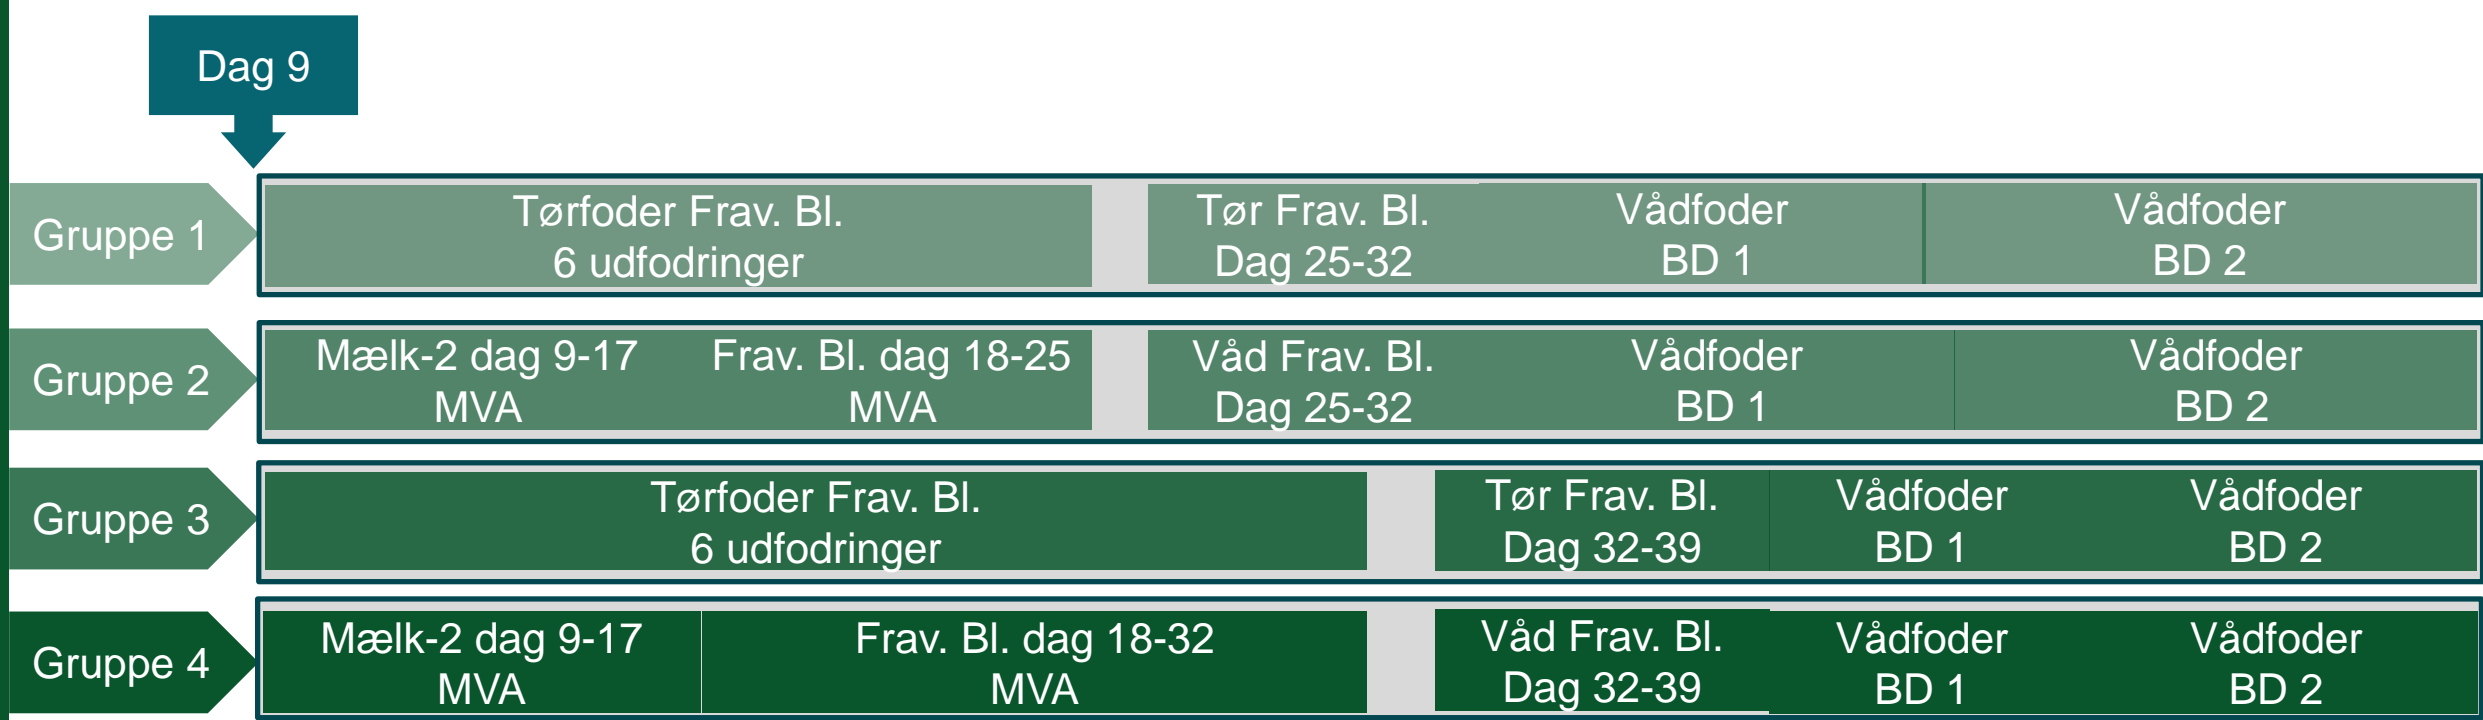 Dag 9
Gruppe 1
Tørfoder Frav. Bl.
6 udfodringer
Tør Frav. Bl.
Dag 25-32
Vådfoder
BD 1
Vådfoder
BD 2
Gruppe 2
Mælk-2 dag 9-17
MVA
Frav. Bl. dag 18-25
MVA
Våd Frav. Bl.
Dag 25-32
Vådfoder
BD 1
Vådfoder
BD 2
Gruppe 3
Tørfoder Frav. Bl.
6 udfodringer
Tør Frav. Bl.
Dag 32-39
Vådfoder
BD 1
Vådfoder
BD 2
Gruppe 4
Mælk-2 dag 9-17
MVA
Frav. Bl. dag 18-32
MVA
Våd Frav. Bl.
Dag 32-39
Vådfoder
BD 1
Vådfoder
BD 2